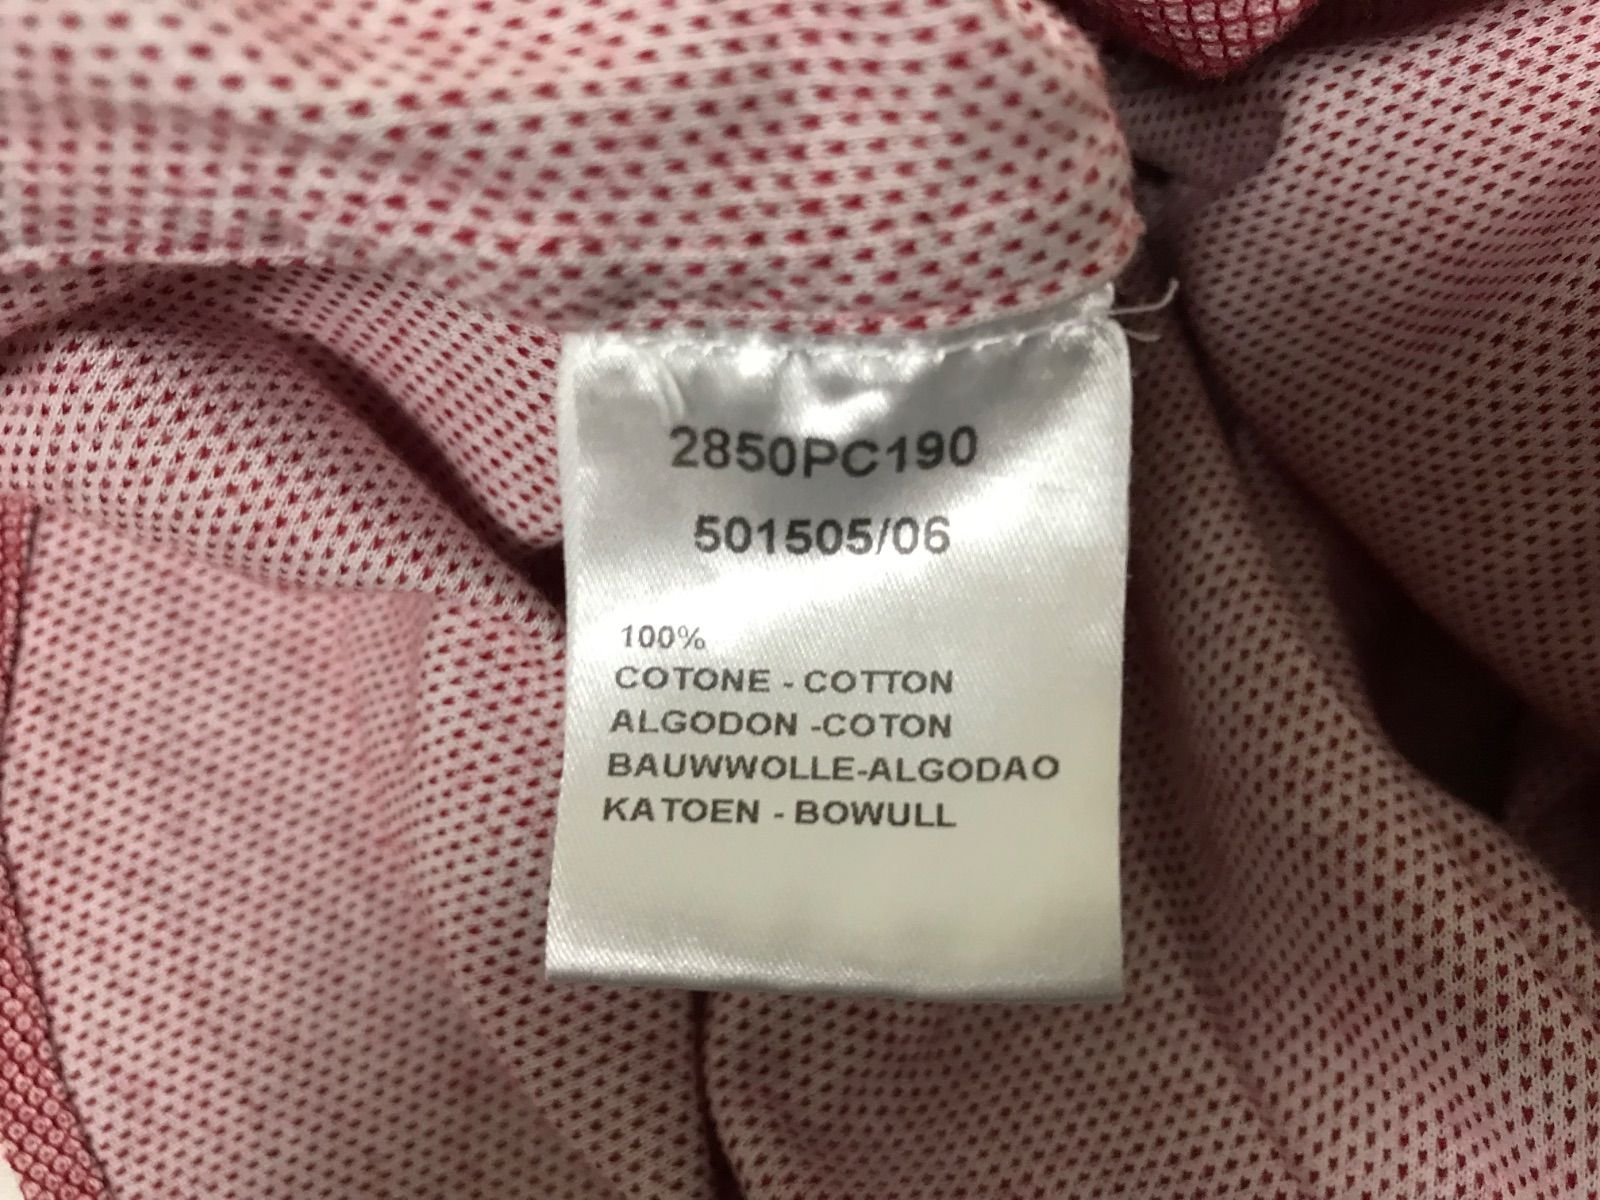 2850PC190
501505/06
100%
COTONE - COTTON
ALGODON -COTON
BAUWWOLLE-ALGODAO
KATOEN - BOWULL